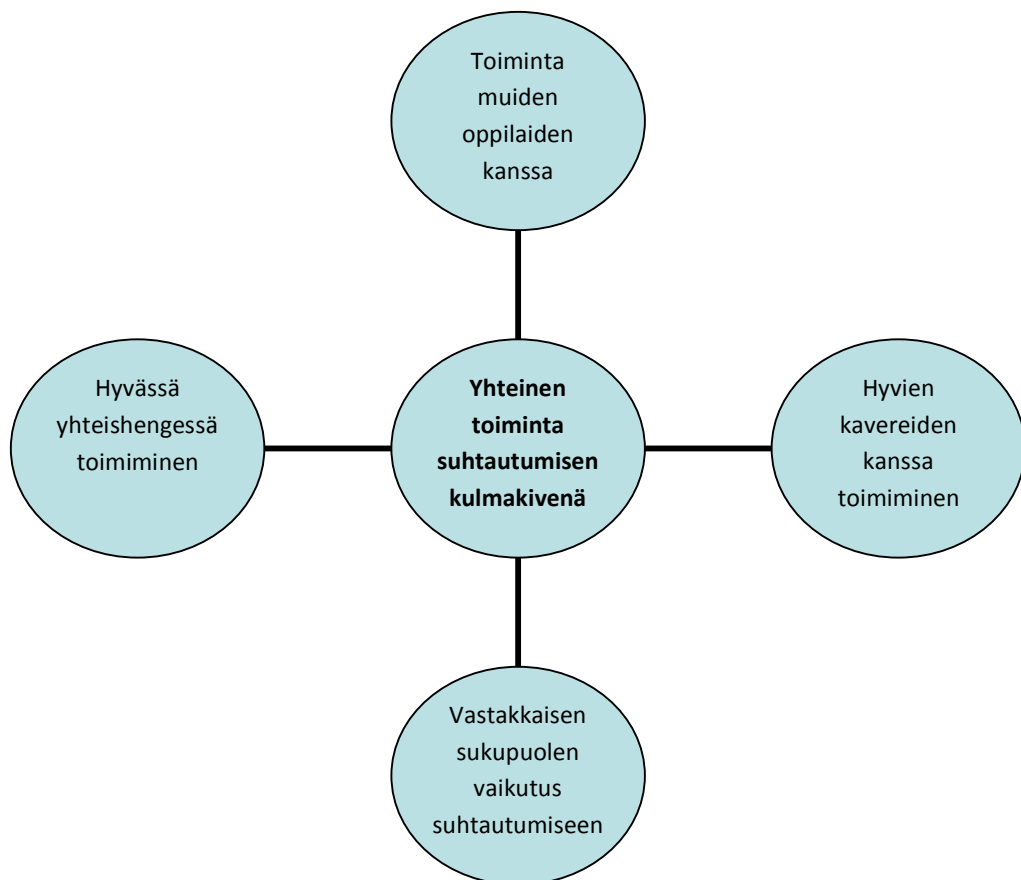 Toiminta
muiden
oppilaiden
kanssa
Hyvässä
yhteishengessä
toimiminen
Yhteinen
toiminta
suhtautumisen
kulmakivenä
Hyvien
kavereiden
kanssa
toimiminen
Vastakkaisen
sukupuolen
vaikutus
suhtautumiseen